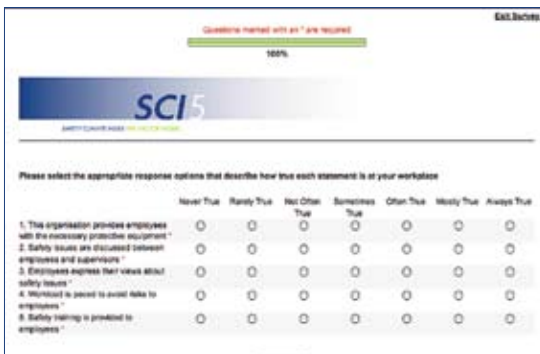 Exit Survey
Questions marked with an * are required
100%
SCI5
SAFETY CLIMATE INDEX
Please select the appropriate response options that describe how true each statement is at your workplace
Never True Rarely True Not Often True Sometimes True Often True Mostly True Always True
1. This organisation provides employees
with the necessary protective equipment *
2. Safety issues are discussed between
employees and supervisors *
3. Employees express their views about
safety issues *
4. Workload is paced to avoid risks to
employees *
5. Safety training is provided to
employees *